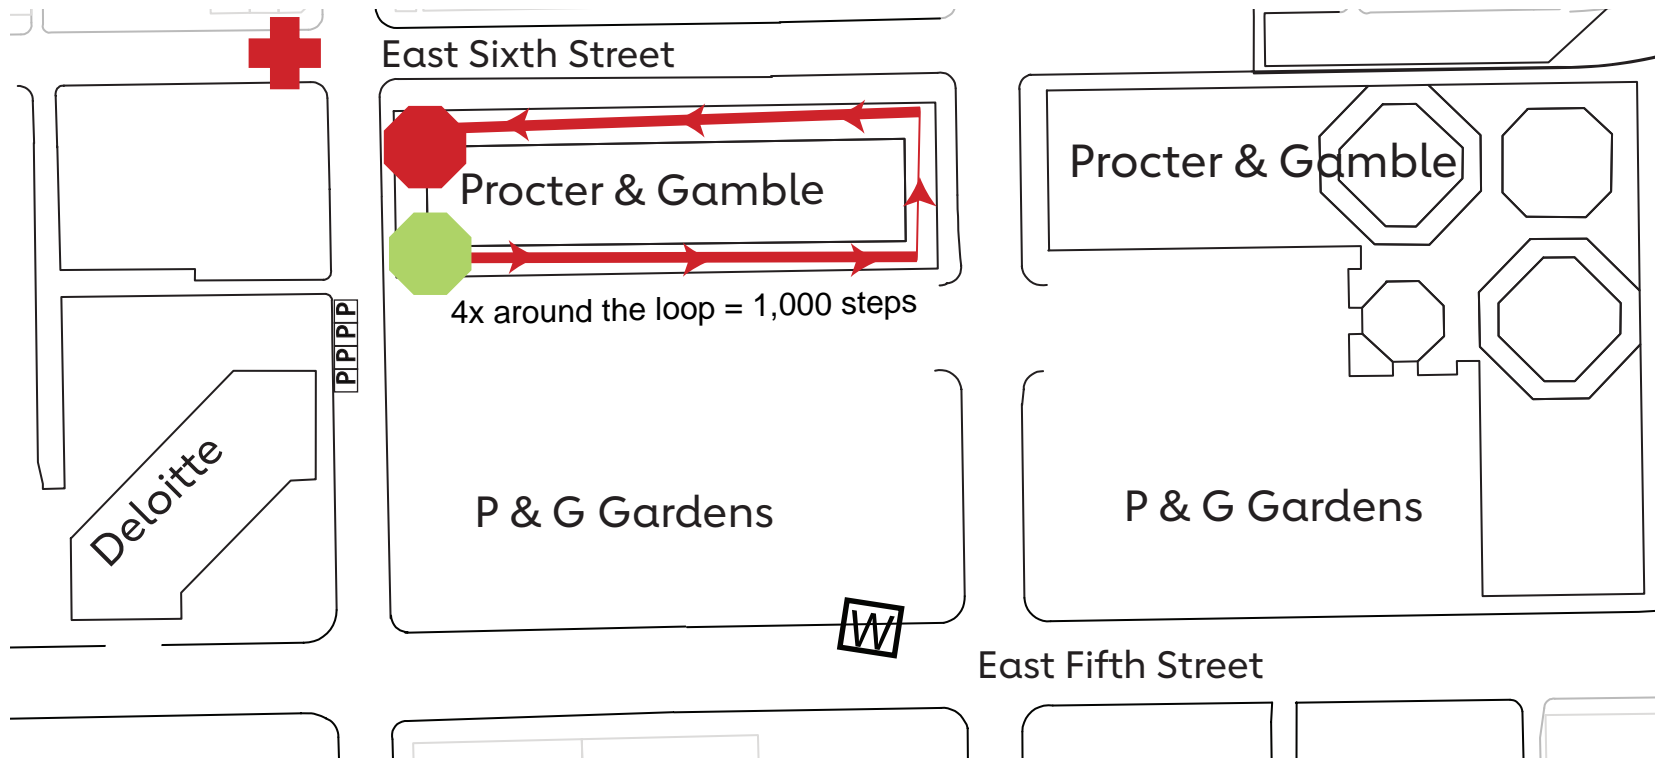 East Sixth Street
Procter & Gamble
Procter & Gamble
4x around the loop = 1,000 steps
P
P
P
P
Deloitte
P & G Gardens
P & G Gardens
W
East Fifth Street